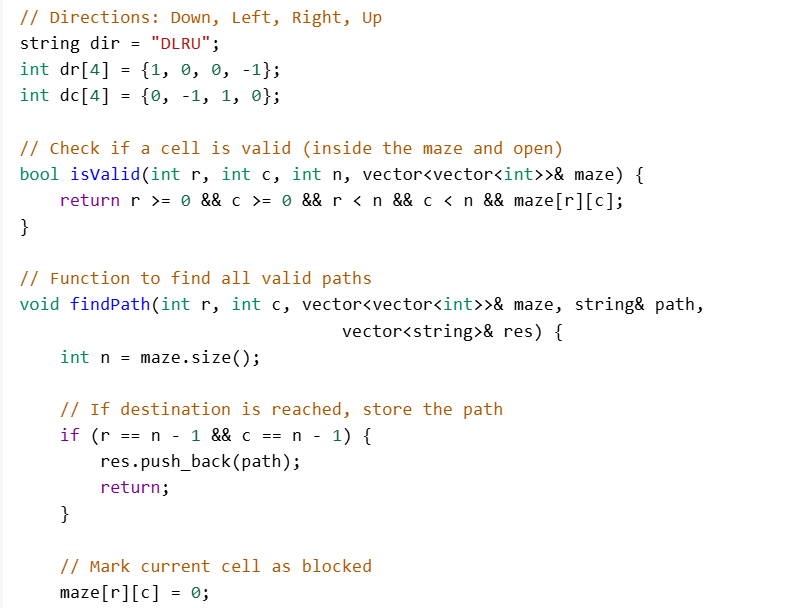 // Directions: Down, Left, Right, Up
string dir = "DLRU";
int dr[4] = {1, 0, 0, -1};
int dc[4] = {0, -1, 1, 0};

// Check if a cell is valid (inside the maze and open)
bool isValid(int r, int c, int n, vector<vector<int>>& maze) {
    return r >= 0 && c >= 0 && r < n && c < n && maze[r][c];
}

// Function to find all valid paths
void findPath(int r, int c, vector<vector<int>>& maze, string& path,
                                vector<string>& res) {
    int n = maze.size();

    // If destination is reached, store the path
    if (r == n - 1 && c == n - 1) {
        res.push_back(path);
        return;
    }

    // Mark current cell as blocked
    maze[r][c] = 0;